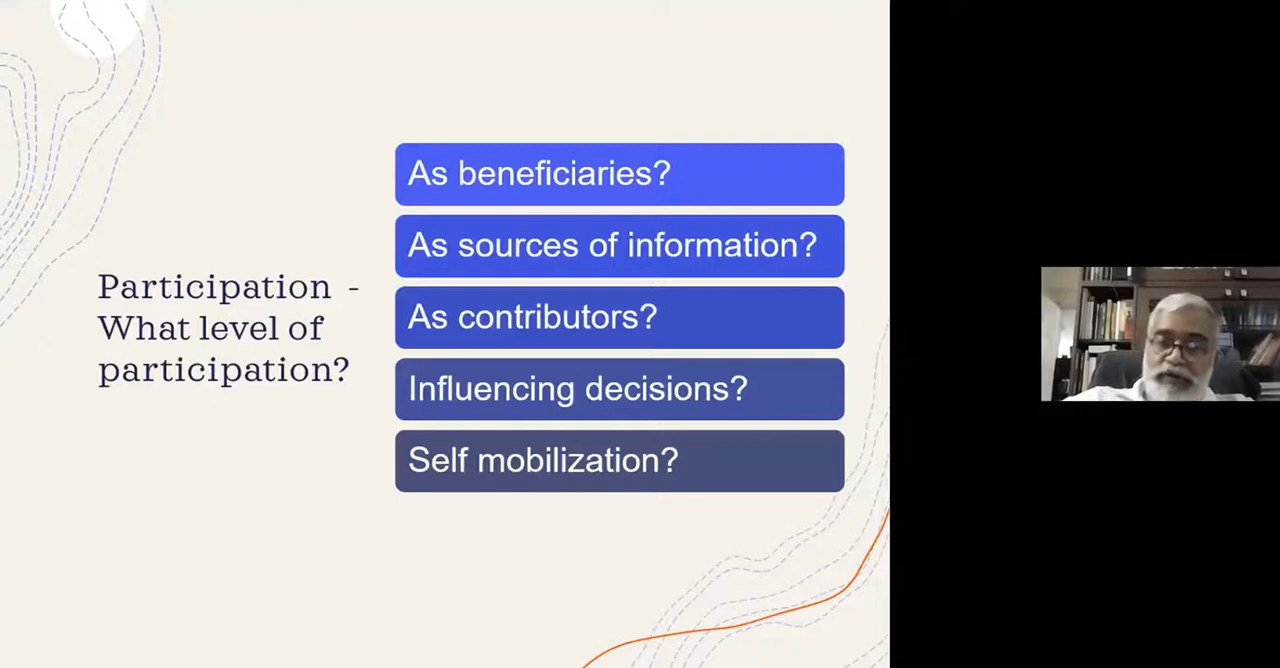 Participation -
What level of
participation?
As beneficiaries?
As sources of information?
As contributors?
Influencing decisions?
Self mobilization?